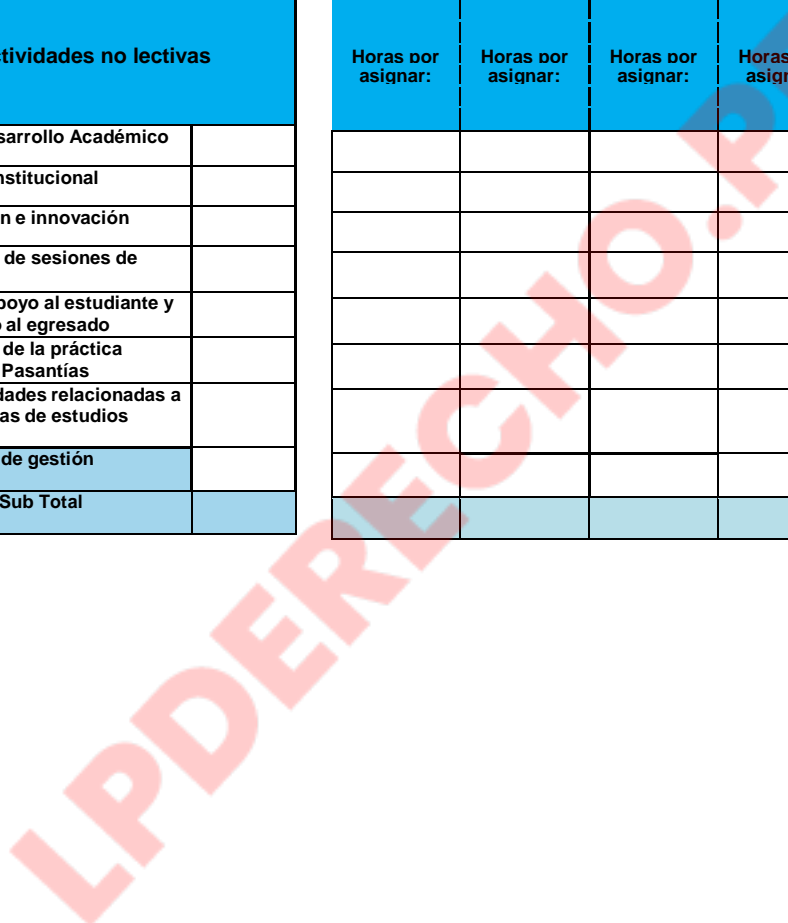 ctividades no lectivas
Horas por asignar:
Horas por asignar:
Horas por asignar:
Horas
asign
sarrollo Académico
nstitucional
n e innovación
de sesiones de
poyo al estudiante y
o al egresado
de la práctica
Pasantías
dades relacionadas a
as de estudios
de gestión
Sub Total
LPDERECHO.P